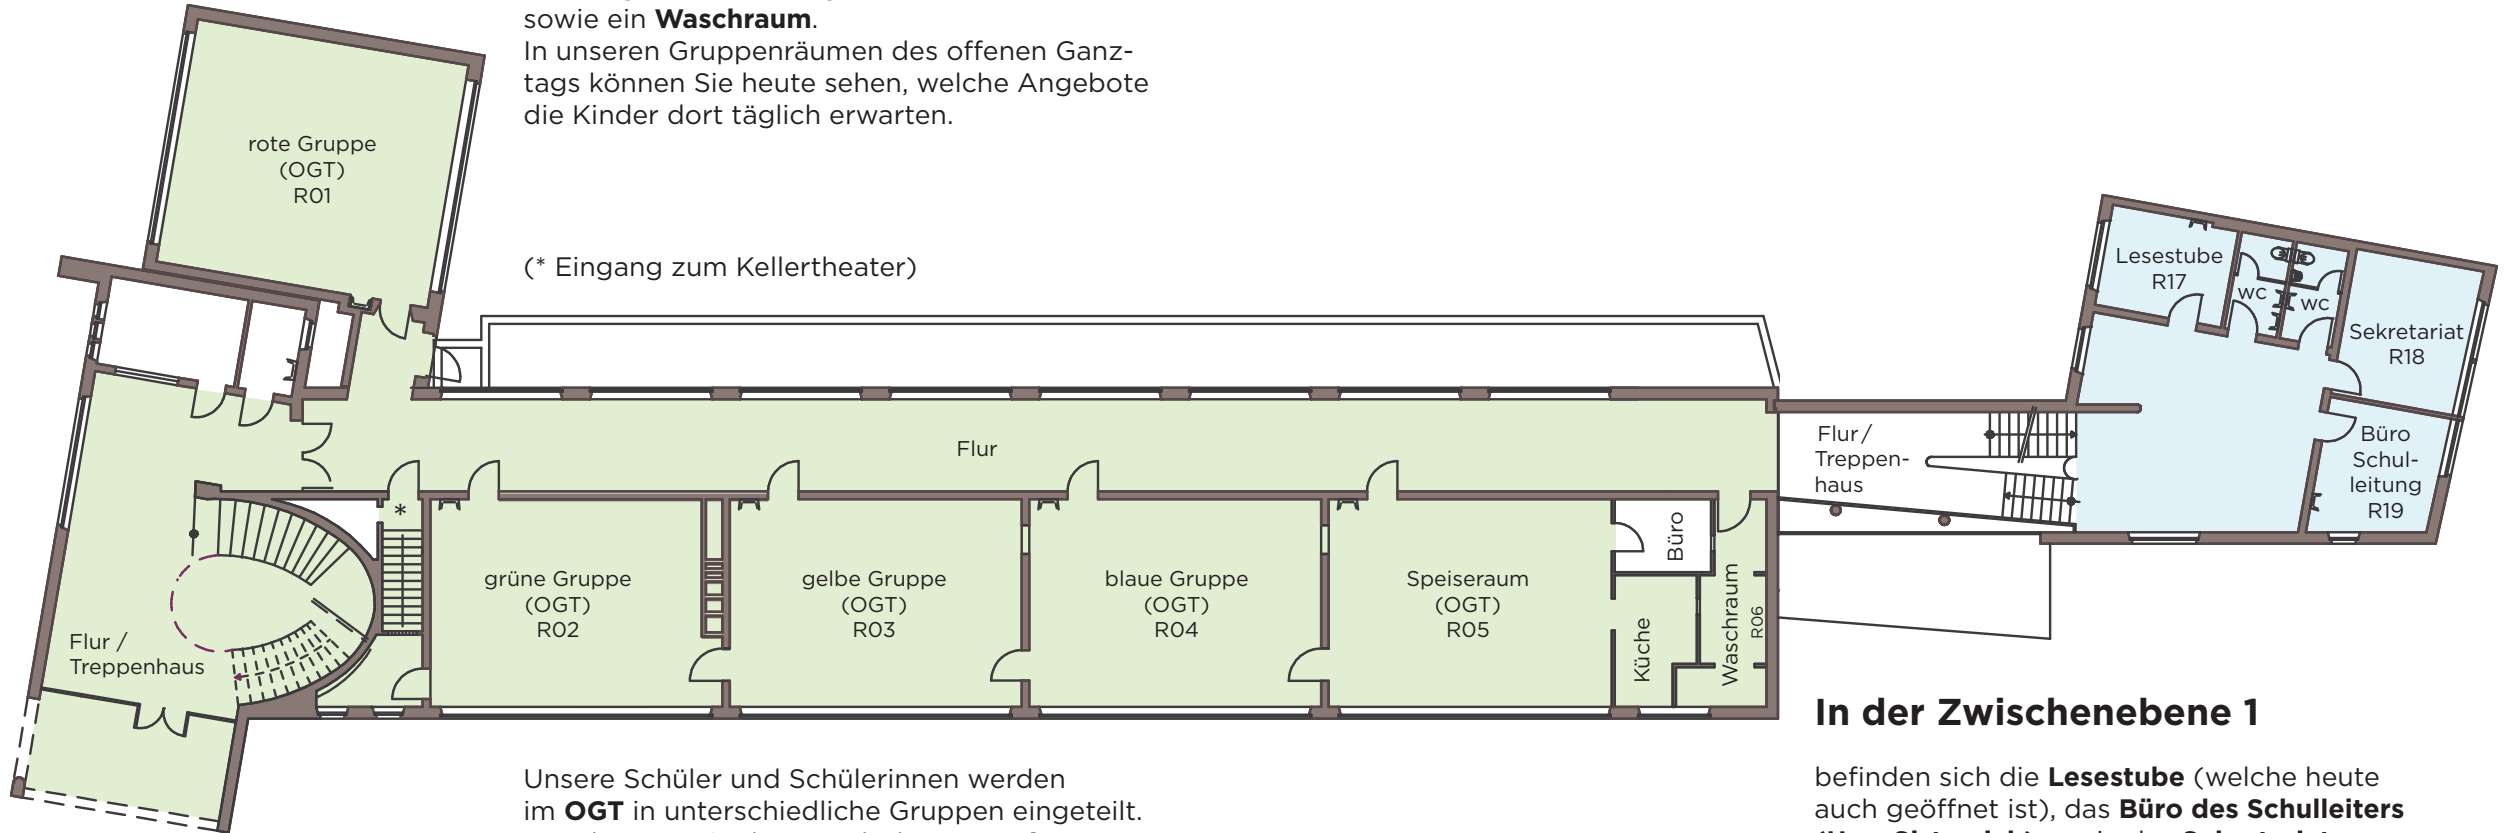 sowie ein Waschraum.
In unseren Gruppenräumen des offenen Ganz-
tags können Sie heute sehen, welche Angebote
die Kinder dort täglich erwarten.
rote Gruppe
(OGT)
R01
(* Eingang zum Kellertheater)
Lesestube
R17
wc
wc
Sekretariat
R18
Flur
Flur /
Treppen-
haus
Büro
Schul-
leitung
R19
*
grüne Gruppe
(OGT)
R02
gelbe Gruppe
(OGT)
R03
blaue Gruppe
(OGT)
R04
Speiseraum
(OGT)
R05
Büro
Küche
Waschraum
R06
Flur /
Treppenhaus
In der Zwischenebene 1
befinden sich die Lesestube (welche heute
auch geöffnet ist), das Büro des Schulleiters
Unsere Schüler und Schülerinnen werden
im OGT in unterschiedliche Gruppen eingeteilt.